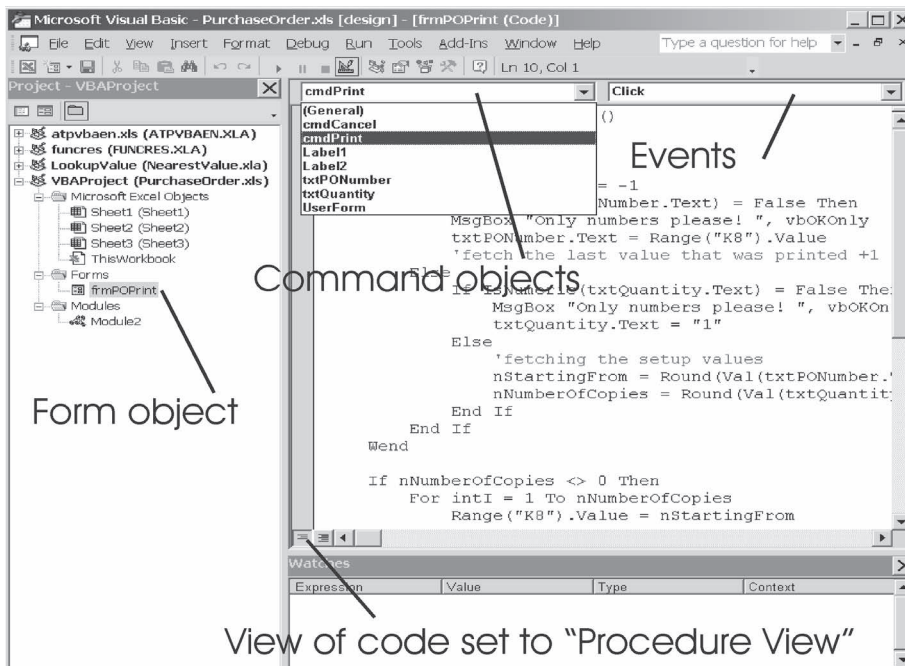 Microsoft Visual Basic - PurchaseOrder.xls [design] - [frmPOPrint (Code)]
File Edit View Insert Format Debug Run Tools Add-Ins Window Help Type a question for help
Ln 10, Col 1
Project - VBAProject
cmdPrint
Click
(General)
cmdCancel
cmdPrint
Label1
Label2
txtPONumber
txtQuantity
UserForm
atpvbaen.xls (ATPVBAEN.XLA)
funcres (FUNCRES.XLA)
LookupValue (NearestValue.xla)
VBAProject (PurchaseOrder.xls)
Microsoft Excel Objects
Sheet1 (Sheet1)
Sheet2 (Sheet2)
Sheet3 (Sheet3)
ThisWorkbook
Forms
frmPOPrint
Modules
Module2
Form object
()
Events
= -1
Number.Text) = False Then
MsgBox "Only numbers please! ", vbOKOnly
txtPONumber.Text = Range("K8").Value
'fetch the last value that was printed +1
Command objects
Else
If IsNumeric(txtQuantity.Text) = False The
MsgBox "Only numbers please! ", vbOKOn
txtQuantity.Text = "1"
Else
'fetching the setup values
nStartingFrom = Round(Val(txtPONumber.
nNumberOfCopies = Round(Val(txtQuantit
End If
End If
Wend
If nNumberOfCopies <> 0 Then
For intI = 1 To nNumberOfCopies
Range("K8").Value = nStartingFrom
Watches
Expression Value Type Context
View of code set to “Procedure View”